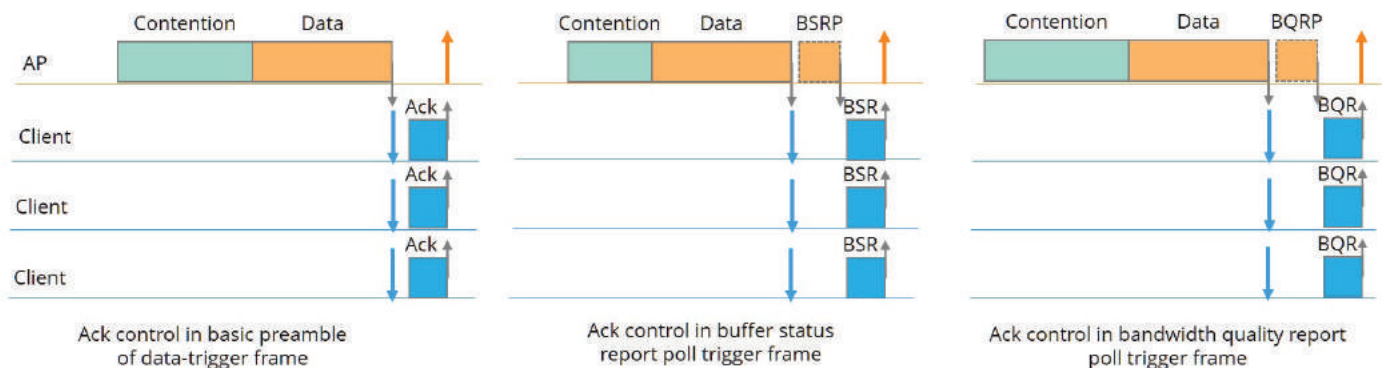 Contention Data
Contention Data BSRP
Contention Data BQRP
AP
Ack
BSR
BQR
Client
Ack
BSR
BQR
Client
Ack
BSR
BQR
Client
Ack control in basic preamble
of data-trigger frame
Ack control in buffer status
report poll trigger frame
Ack control in bandwidth quality report
poll trigger frame